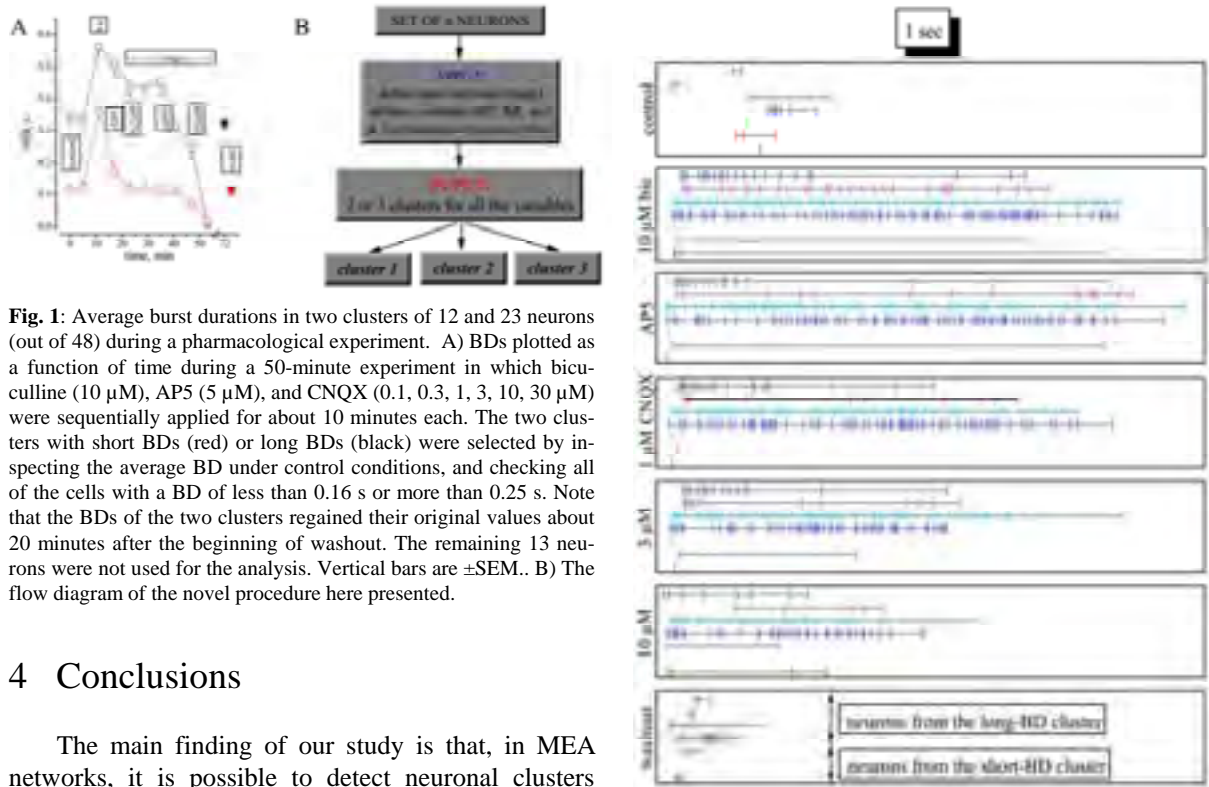 A
B
SET OF n NEURONS
2 or 3 clusters for all the variables
cluster 1
cluster 2
cluster 3
time, min
Fig. 1: Average burst durations in two clusters of 12 and 23 neurons
(out of 48) during a pharmacological experiment. A) BDs plotted as
a function of time during a 50-minute experiment in which bicu-
culline (10 µM), AP5 (5 µM), and CNQX (0.1, 0.3, 1, 3, 10, 30 µM)
were sequentially applied for about 10 minutes each. The two clus-
ters with short BDs (red) or long BDs (black) were selected by in-
specting the average BD under control conditions, and checking all
of the cells with a BD of less than 0.16 s or more than 0.25 s. Note
that the BDs of the two clusters regained their original values about
20 minutes after the beginning of washout. The remaining 13 neu-
rons were not used for the analysis. Vertical bars are ±SEM.. B) The
flow diagram of the novel procedure here presented.
4 Conclusions
The main finding of our study is that, in MEA
networks, it is possible to detect neuronal clusters
1 sec
control
10 µM bic
AP5
1 µM CNQX
3 µM
10 µM
washout
neurons from the long-BD cluster
neurons from the short-BD cluster